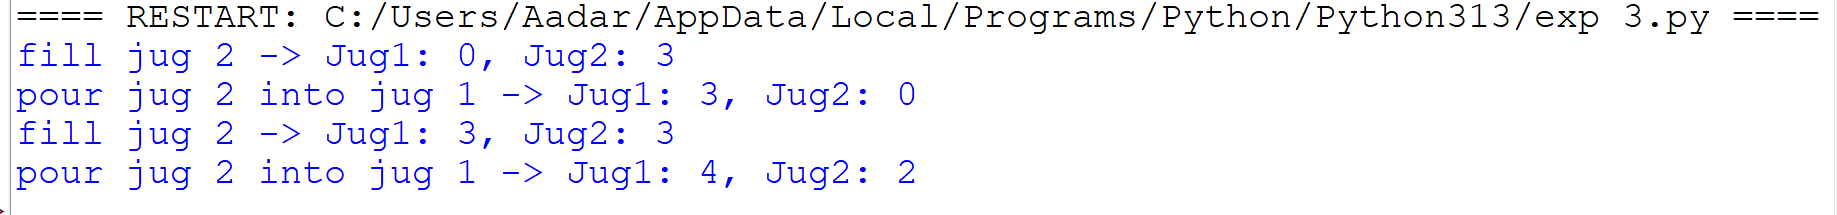 ==== RESTART: C:/Users/Aadar/AppData/Local/Programs/Python/Python313/exp 3.py ====
fill jug 2 -> Jug1: 0, Jug2: 3
pour jug 2 into jug 1 -> Jug1: 3, Jug2: 0
fill jug 2 -> Jug1: 3, Jug2: 3
pour jug 2 into jug 1 -> Jug1: 4, Jug2: 2